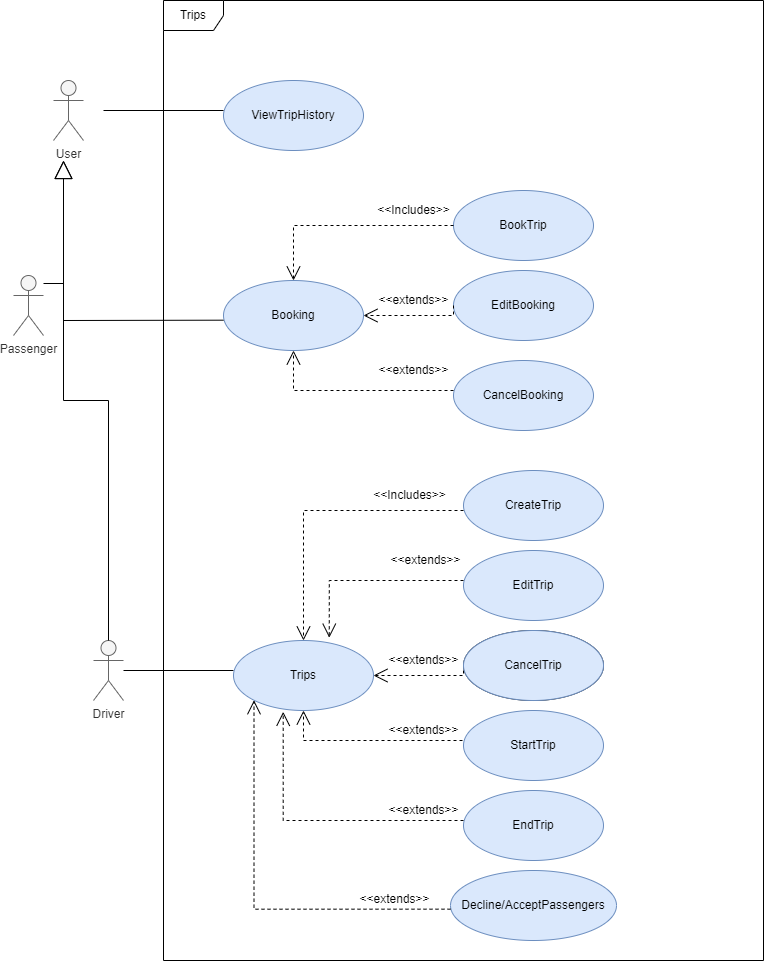 Trips
User
ViewTripHistory
<<Includes>>
BookTrip
<<extends>>
EditBooking
Booking
Passenger
<<extends>>
CancelBooking
<<Includes>>
CreateTrip
<<extends>>
EditTrip
<<extends>>
CancelTrip
Trips
Driver
<<extends>>
StartTrip
<<extends>>
EndTrip
<<extends>>
Decline/AcceptPassengers